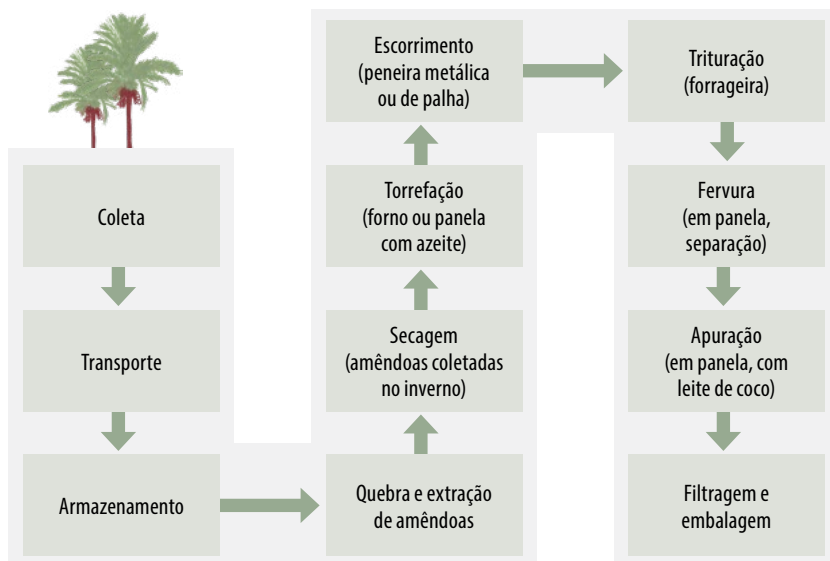 Coleta
Transporte
Armazenamento
Quebra e extração
de amêndoas
Secagem
(amêndoas coletadas
no inverno)
Torrefação
(forno ou panela
com azeite)
Escorrimento
(peneira metálica
ou de palha)
Trituração
(forrageira)
Fervura
(em panela,
separação)
Apuração
(em panela, com
leite de coco)
Filtragem e
embalagem